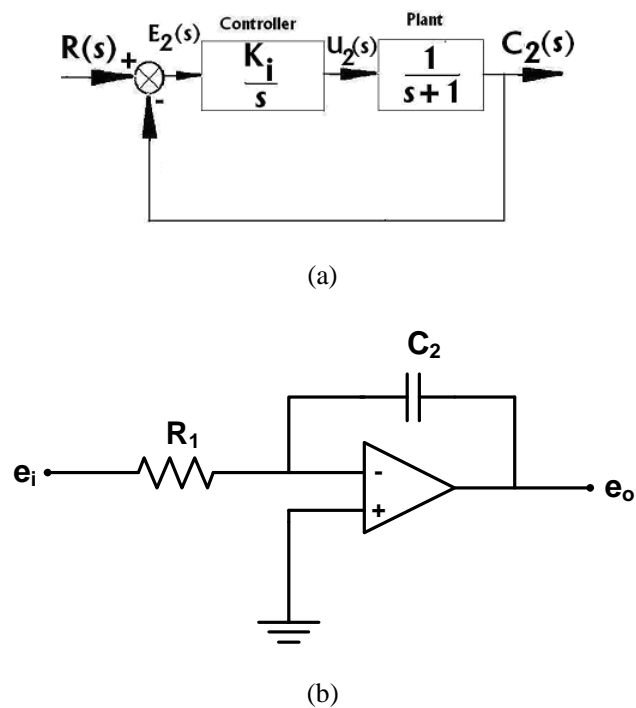 Controller
Plant
R(s) + E₂(s) Kᵢ/s u₂(s) 1/s+1 C₂(s)
-
(a)
C₂
R₁
eᵢ - eₒ
+
(b)